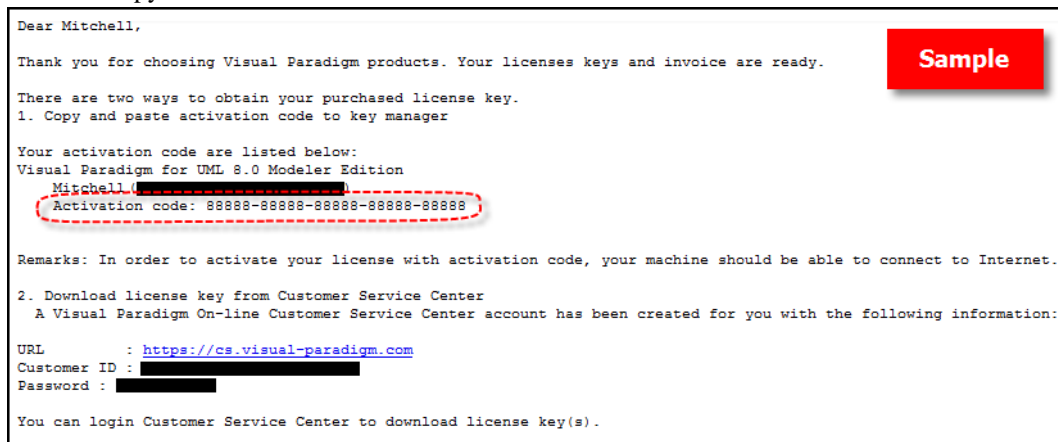 Dear Mitchell,
Sample
Thank you for choosing Visual Paradigm products. Your licenses keys and invoice are ready.
There are two ways to obtain your purchased license key.
1. Copy and paste activation code to key manager
Your activation code are listed below:
Visual Paradigm for UML 8.0 Modeler Edition
Mitchell ( )
Activation code: 88888-88888-88888-88888-88888
Remarks: In order to activate your license with activation code, your machine should be able to connect to Internet.
2. Download license key from Customer Service Center
A Visual Paradigm On-line Customer Service Center account has been created for you with the following information:
URL : https://cs.visual-paradigm.com
Customer ID :
Password :
You can login Customer Service Center to download license key(s).